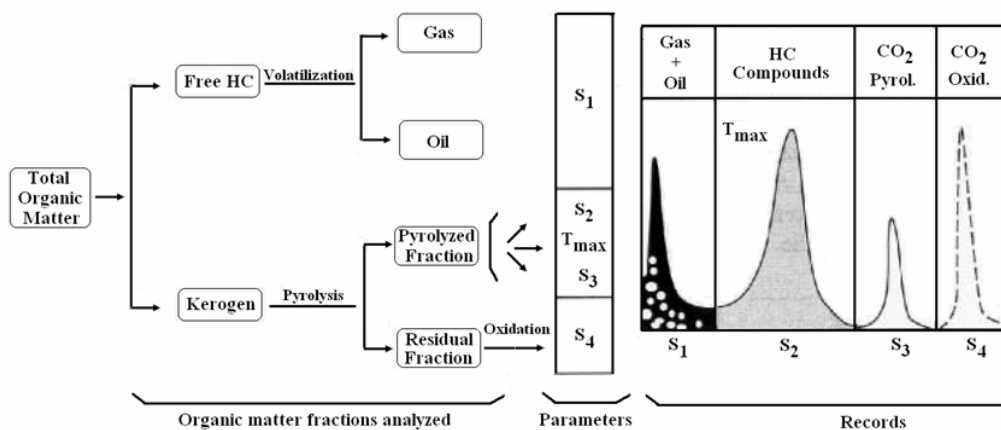 Total
Organic
Matter
Free HC
Volatilization
Gas
Oil
Kerogen
Pyrolysis
Pyrolyzed
Fraction
Residual
Fraction
Oxidation
Organic matter fractions analyzed
S1
S2
Tmax
S3
S4
Parameters
Gas
+
Oil
HC
Compounds
CO2
Pyrol.
CO2
Oxid.
Tmax
S1
S2
S3
S4
Records